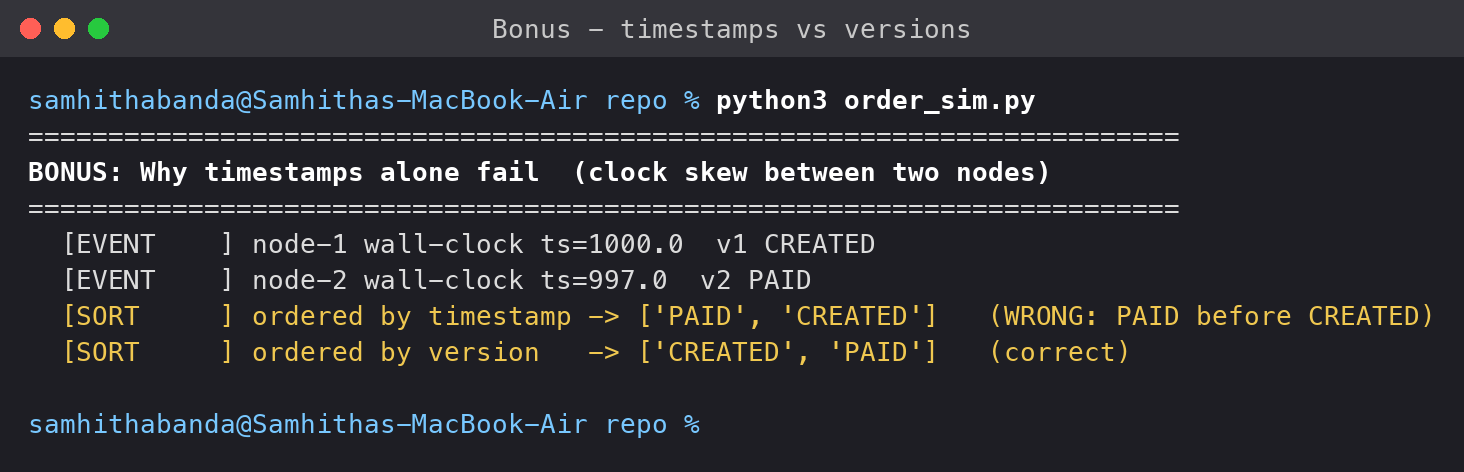 Bonus – timestamps vs versions
samhithabanda@Samhithas-MacBook-Air repo % python3 order_sim.py
========================================================================
BONUS: Why timestamps alone fail  (clock skew between two nodes)
========================================================================
[EVENT    ] node-1 wall-clock ts=1000.0  v1 CREATED
[EVENT    ] node-2 wall-clock ts=997.0  v2 PAID
[SORT     ] ordered by timestamp -> ['PAID', 'CREATED']   (WRONG: PAID before CREATED)
[SORT     ] ordered by version   -> ['CREATED', 'PAID']   (correct)
samhithabanda@Samhithas-MacBook-Air repo %